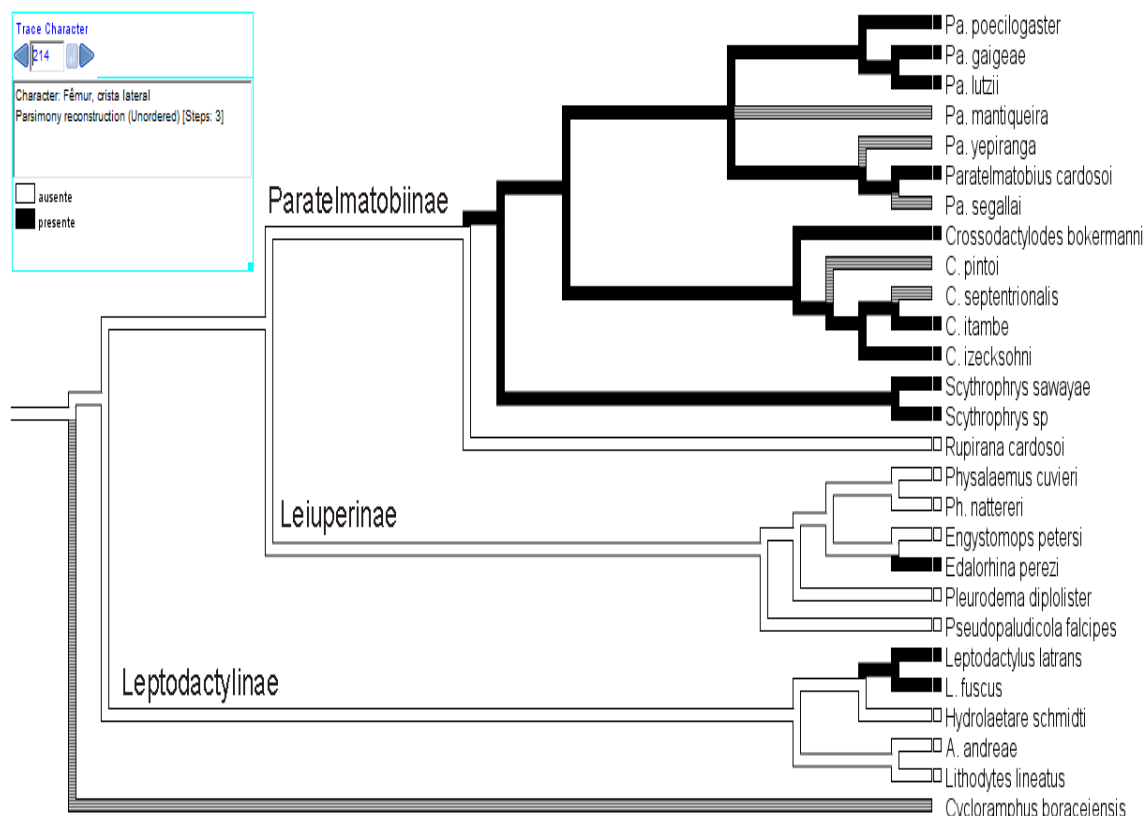 Trace Character
214
Character: Fêmur, crista lateral
Parsimony reconstruction (Unordered) [Steps: 3]
ausente
presente
Paratelmatobiinae
Leiuperinae
Leptodactylinae
Pa. poecilogaster
Pa. gaigeae
Pa. lutzii
Pa. mantiqueira
Pa. yepiranga
Paratelmatobius cardosoi
Pa. segallai
Crossodactylodes bokermanni
C. pintoi
C. septentrionalis
C. itambe
C. izecksohni
Scythrophrys sawayae
Scythrophrys sp
Rupirana cardosoi
Physalaemus cuvieri
Ph. nattereri
Engystomops petersi
Edalorhina perezi
Pleurodema diplolister
Pseudopaludicola falcipes
Leptodactylus latrans
L. fuscus
Hydrolaetare schmidti
A. andreae
Lithodytes lineatus
Cycloramphus boraceiensis